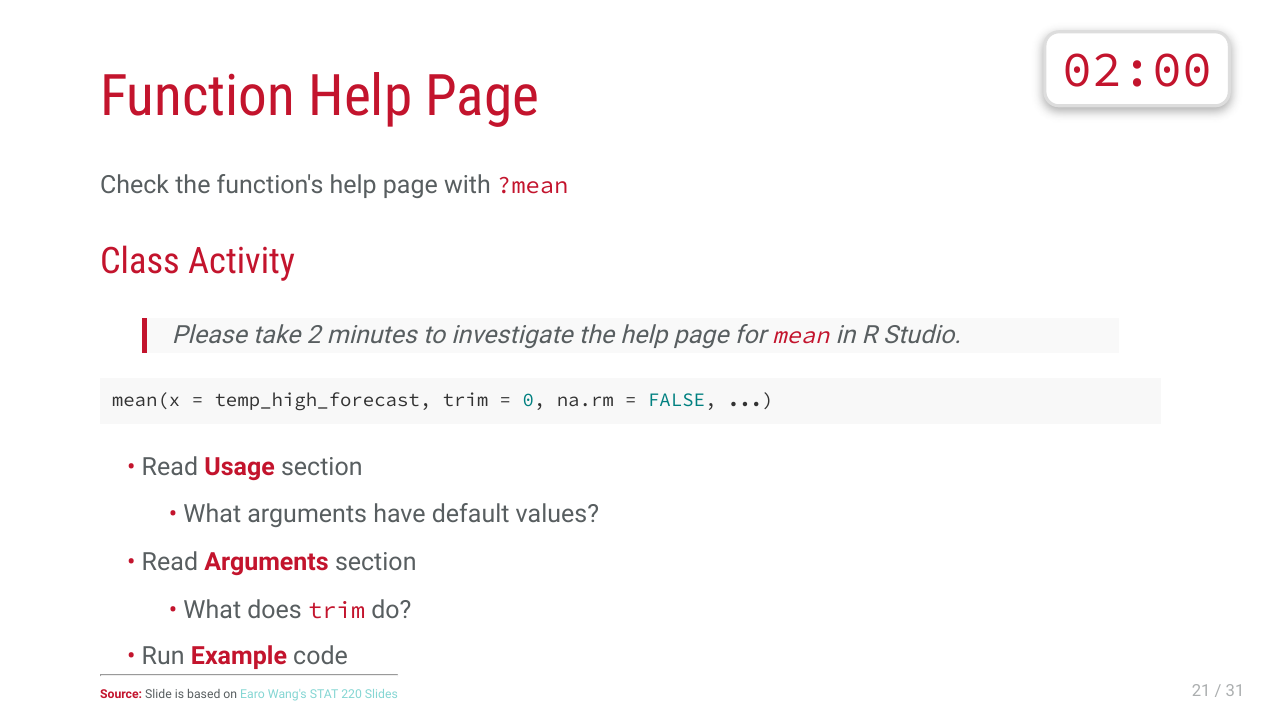 Function Help Page
02:00
Check the function's help page with ?mean
Class Activity
Please take 2 minutes to investigate the help page for mean in R Studio.
mean(x = temp_high_forecast, trim = 0, na.rm = FALSE, ...)
• Read Usage section
• What arguments have default values?
• Read Arguments section
• What does trim do?
• Run Example code
Source: Slide is based on Earo Wang's STAT 220 Slides
21 / 31